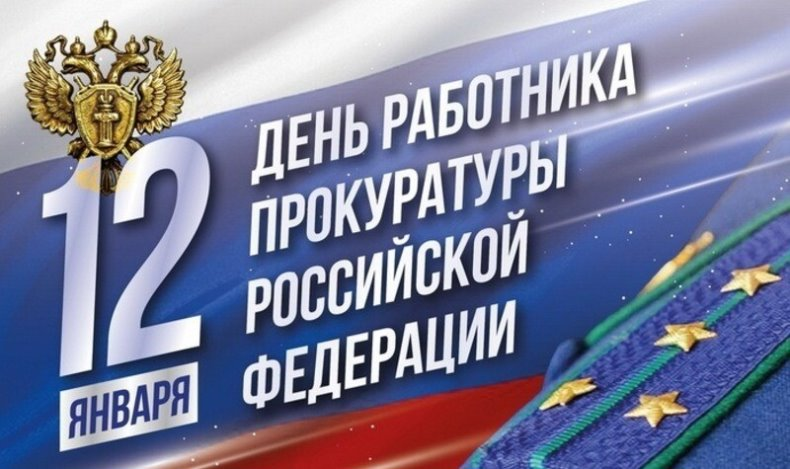 12
ЯНВАРЯ
ДЕНЬ РАБОТНИКА
ПРОКУРАТУРЫ
РОССИЙСКОЙ
ФЕДЕРАЦИИ